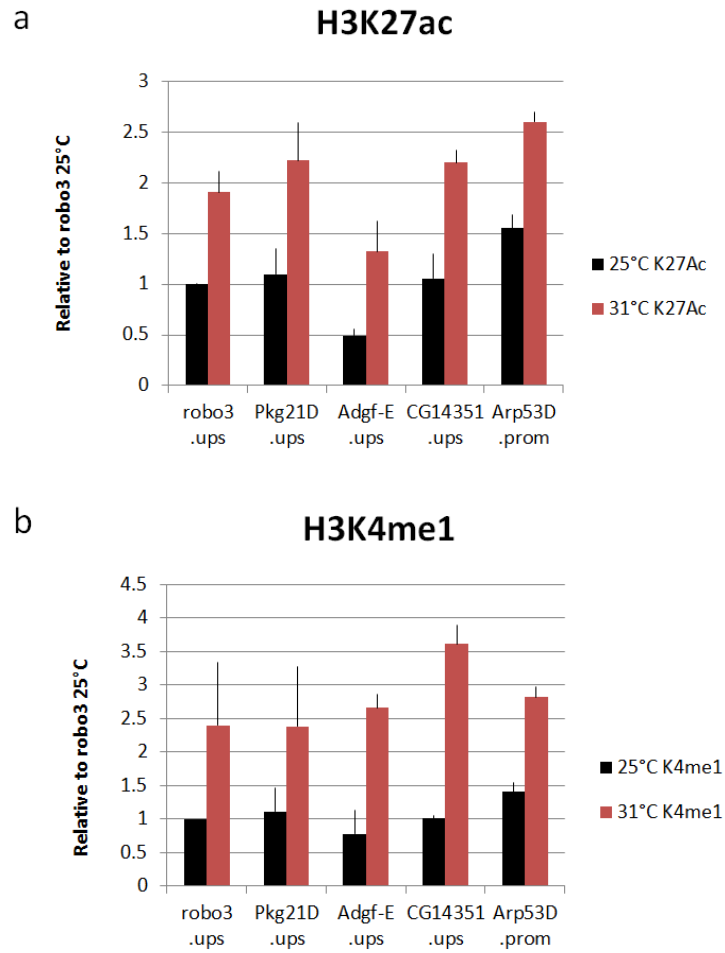 a
H3K27ac
Relative to robo3 25°C
3
2.5
2
1.5
1
0.5
0
robo3 Pkg21D Adgf-E CG14351 Arp53D
.ups .ups .ups .ups .prom
25°C K27Ac
31°C K27Ac
b
H3K4me1
Relative to robo3 25°C
4.5
4
3.5
3
2.5
2
1.5
1
0.5
0
robo3 Pkg21D Adgf-E CG14351 Arp53D
.ups .ups .ups .ups .prom
25°C K4me1
31°C K4me1